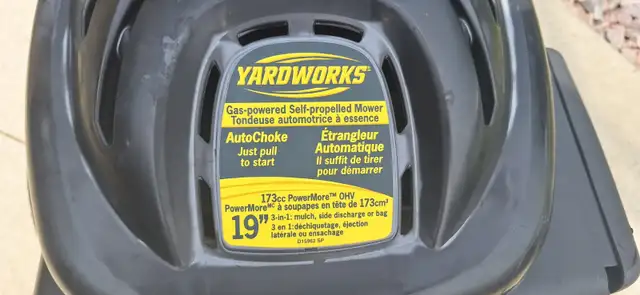 YARDWORKS
Gas-powered Self-propelled Mower
Tondeuse automotrice à essence
AutoChoke
Just pull
to start
Étrangleur
Automatique
Il suffit de tirer
pour démarrer
173cc PowerMore™ OHV
PowerMoreᴹᶜ à soupapes en tête de 173cm³
19"
3-in-1: mulch, side discharge or bag
3 en 1: déchiquetage, éjection
latérale ou ensachage